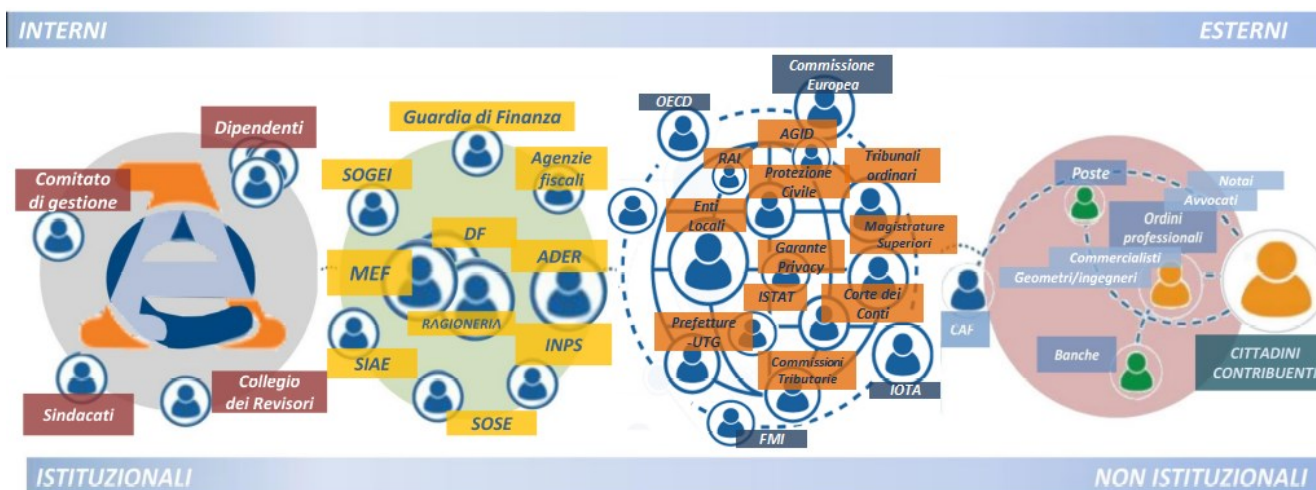 INTERNI
ESTERNI
Dipendenti
Comitato
di gestione
Sindacati
Collegio
dei Revisori
Guardia di Finanza
SOGEI
Agenzie
fiscali
DF
MEF
ADER
RAGIONERIA
SIAE
INPS
SOSE
OECD
Commissione
Europea
AGID
RAI
Protezione
Civile
Tribunali
ordinari
Enti
Locali
Magistrature
Superiori
Garante
Privacy
ISTAT
Corte dei
Conti
Prefetture
-UTG
Commissioni
Tributarie
IOTA
FMI
Poste
Notai
Avvocati
Ordini
professionali
Commercialisti
Geometri/ingegneri
CAF
Banche
CITTADINI
CONTRIBUENTI
ISTITUZIONALI
NON ISTITUZIONALI